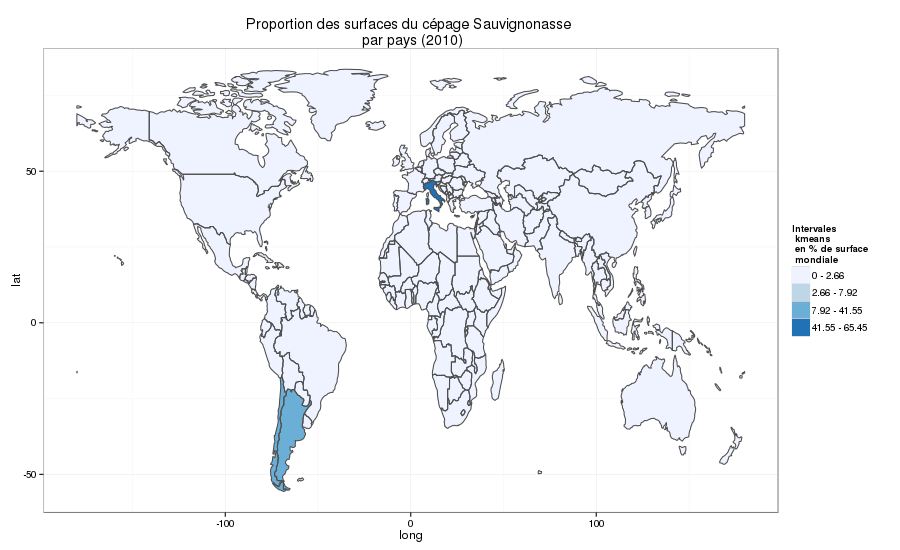 Proportion des surfaces du cépage Sauvignonasse
par pays (2010)
50
0
-50
lat
-100
0
100
long
Intervales
kmeans
en % de surface
mondiale
0 - 2.66
2.66 - 7.92
7.92 - 41.55
41.55 - 65.45